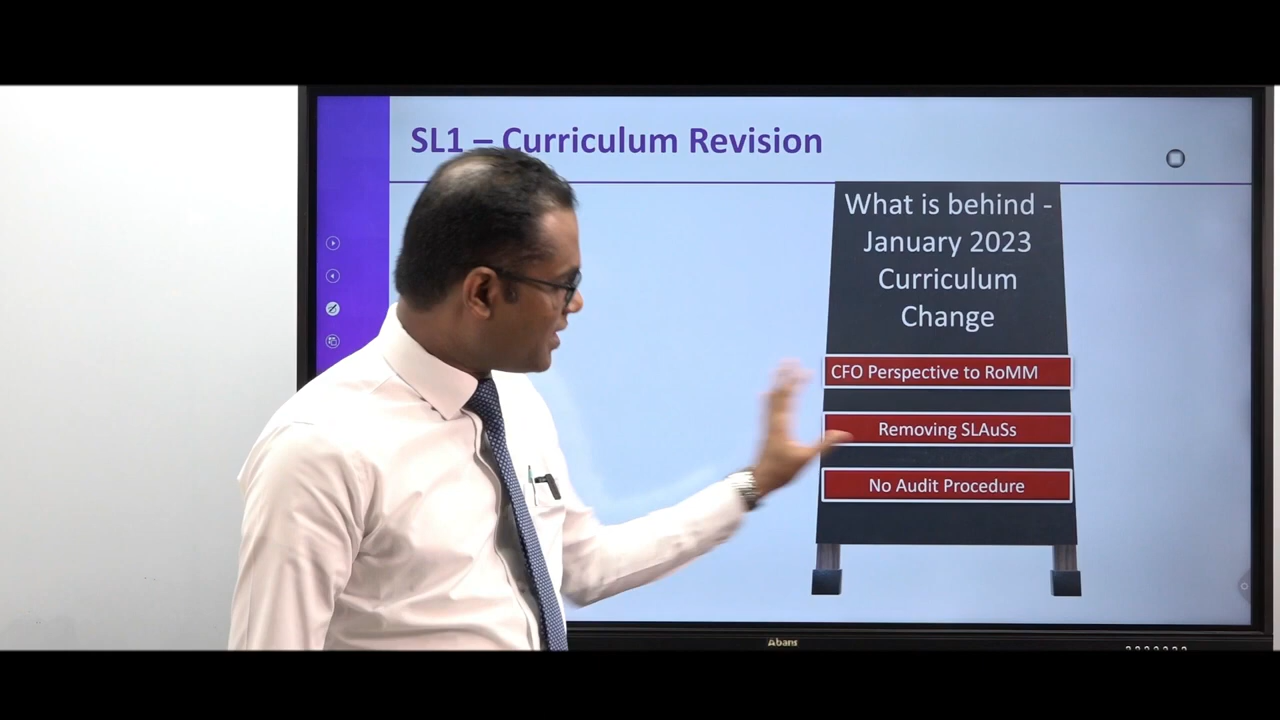 SL1 – Curriculum Revision
What is behind -
January 2023
Curriculum
Change
CFO Perspective to RoMM
Removing SLAuSs
No Audit Procedure
Abans